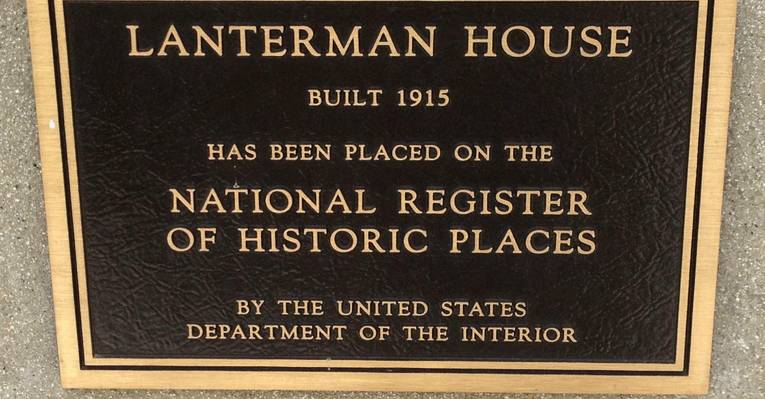 LANTERMAN HOUSE
BUILT 1915
HAS BEEN PLACED ON THE
NATIONAL REGISTER
OF HISTORIC PLACES
BY THE UNITED STATES
DEPARTMENT OF THE INTERIOR